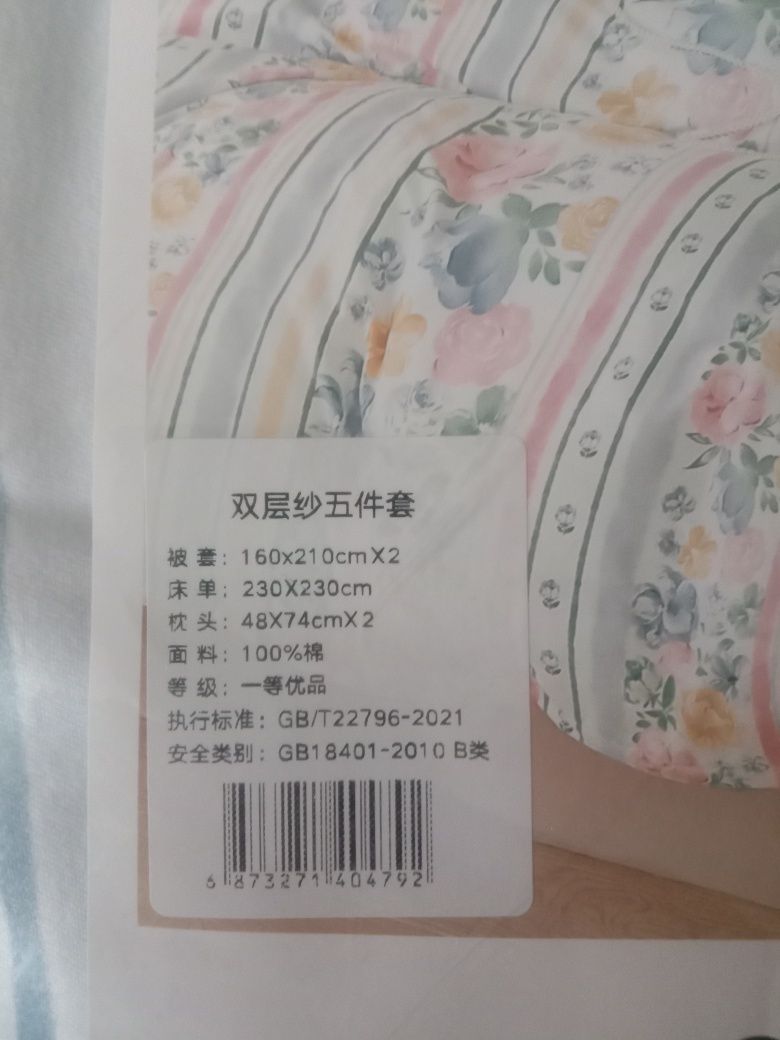 双层纱五件套
被 套：160x210cmX2
床 单：230X230cm
枕 头：48X74cmX2
面 料：100%棉
等 级：一等优品
执行标准：GB/T22796-2021
安全类别：GB18401-2010 B类
6 873271 404792